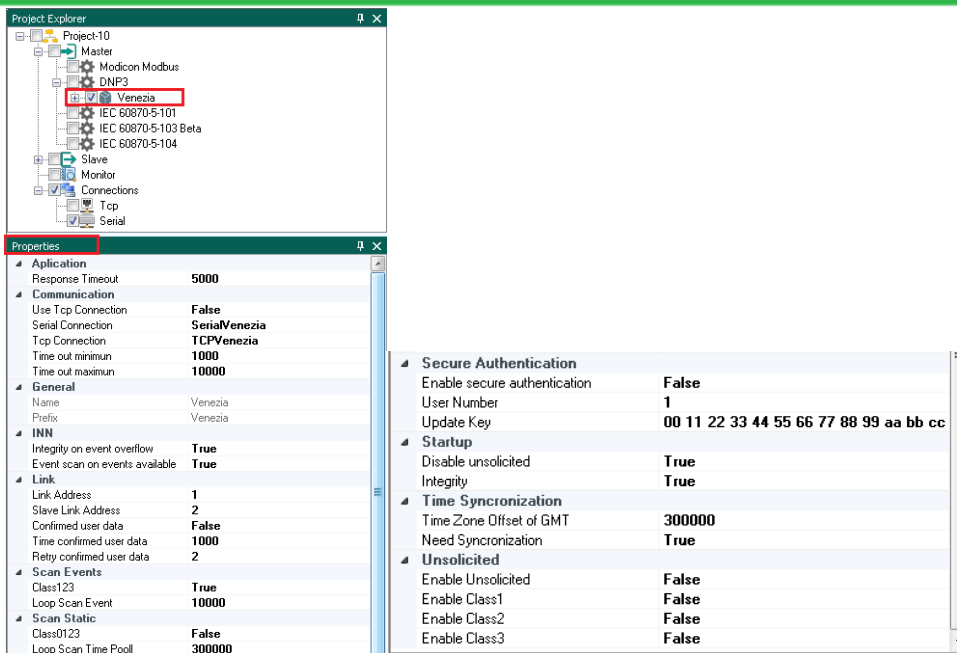 Project Explorer
Project-10
Master
Modicon Modbus
DNP3
Venezia
IEC 60870-5-101
IEC 60870-5-103 Beta
IEC 60870-5-104
Slave
Monitor
Connections
Tcp
Serial
Properties
Aplication
Response Timeout 5000
Communication
Use Tcp Connection False
Serial Connection SerialVenezia
Tcp Connection TCPVenezia
Time out minimun 1000
Time out maximun 10000
General
Name Venezia
Prefix Venezia
INN
Integrity on event overflow True
Event scan on events available True
Link
Link Address 1
Slave Link Address 2
Confirmed user data False
Time confirmed user data 1000
Retry confirmed user data 2
Scan Events
Class123 True
Loop Scan Event 10000
Scan Static
Class0123 False
Loop Scan Time Pooll 300000
Secure Authentication
Enable secure authentication False
User Number 1
Update Key 00 11 22 33 44 55 66 77 88 99 aa bb cc
Startup
Disable unsolicited True
Integrity True
Time Syncronization
Time Zone Offset of GMT 300000
Need Syncronization True
Unsolicited
Enable Unsolicited False
Enable Class1 False
Enable Class2 False
Enable Class3 False